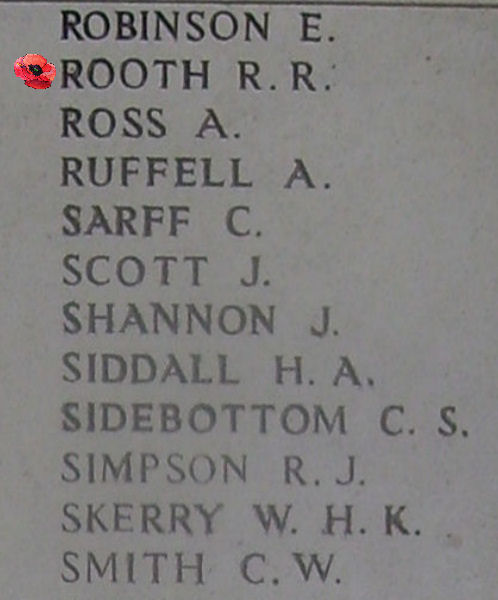 ROBINSON E.
ROOTH R. R.
ROSS A.
RUFFELL A.
SARFF C.
SCOTT J.
SHANNON J.
SIDDALL H. A.
SIDEBOTTOM C. S.
SIMPSON R. J.
SKERRY W. H. K.
SMITH C. W.